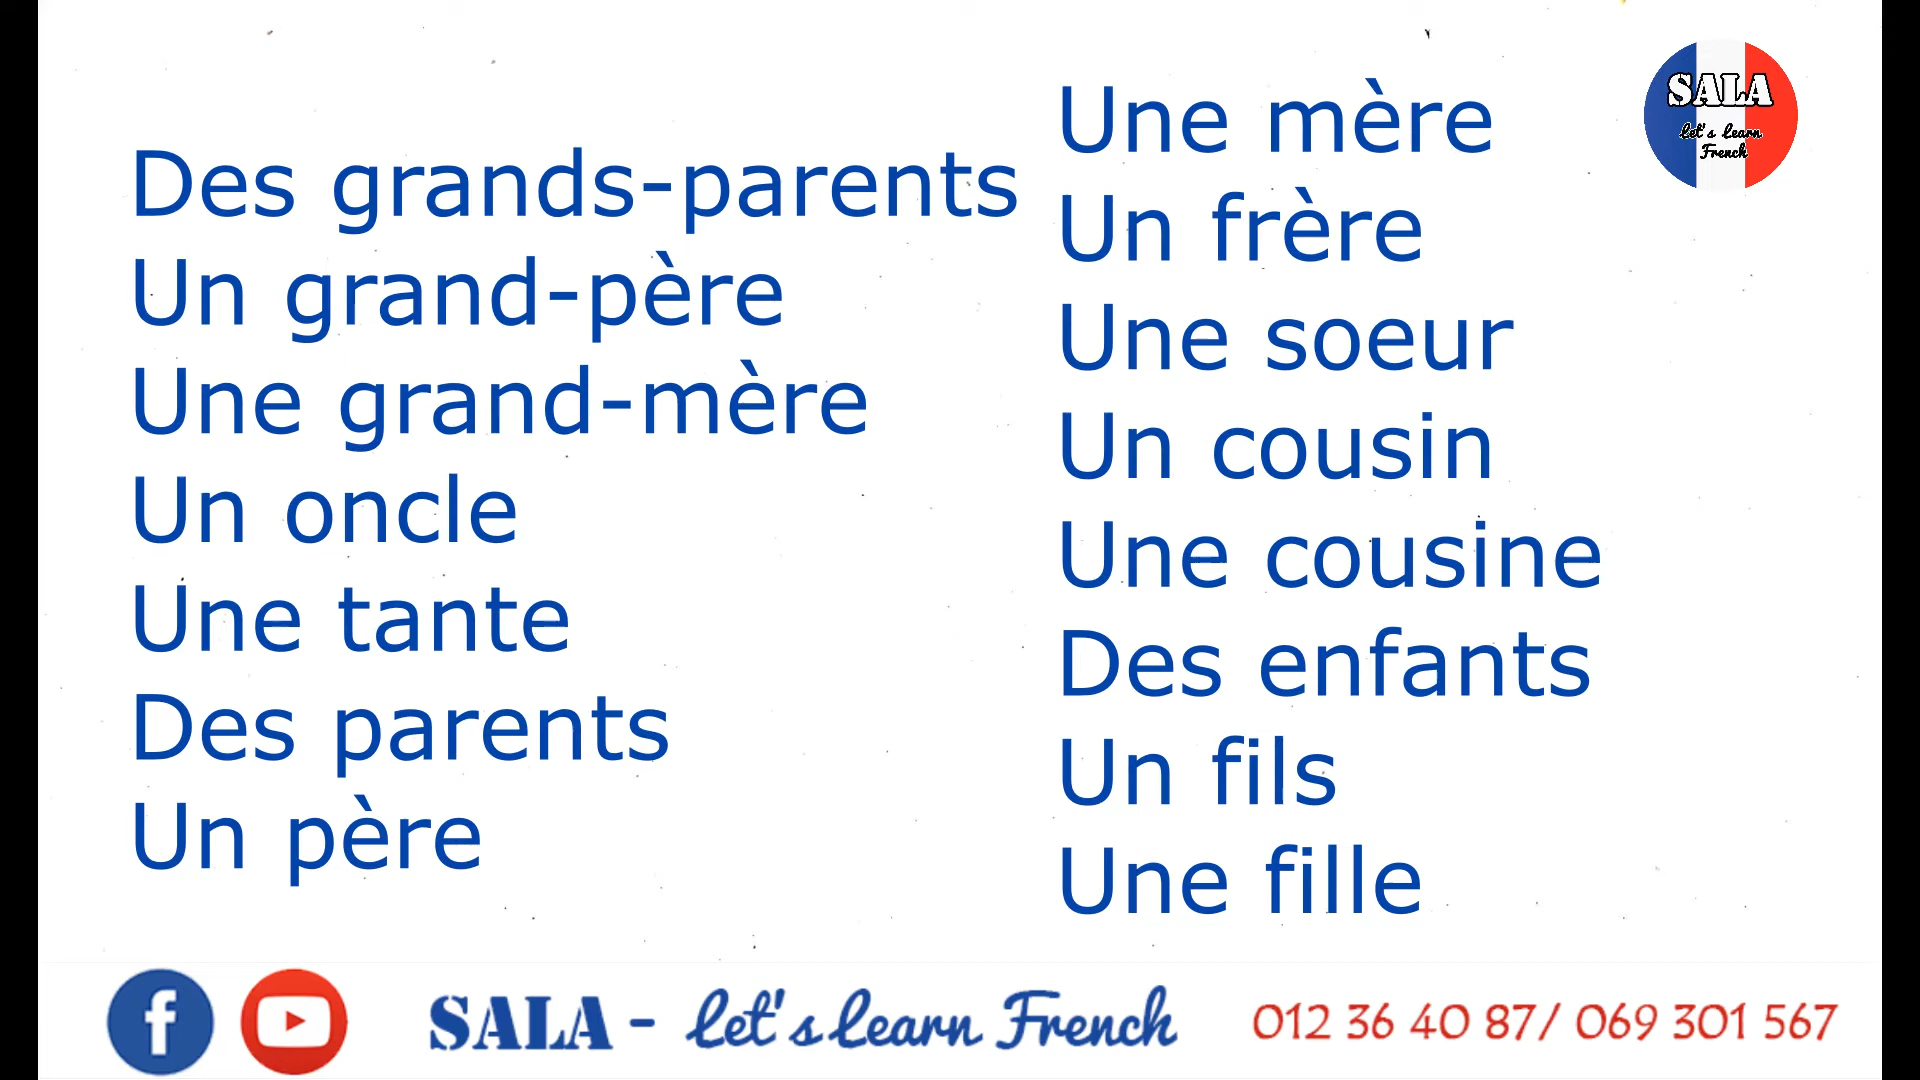 Des grands-parents
Un grand-père
Une grand-mère
Un oncle
Une tante
Des parents
Un père
Une mère
Un frère
Une soeur
Un cousin
Une cousine
Des enfants
Un fils
Une fille
SALA
Let's Learn
French
SALA - Let's Learn French
012 36 40 87/ 069 301 567